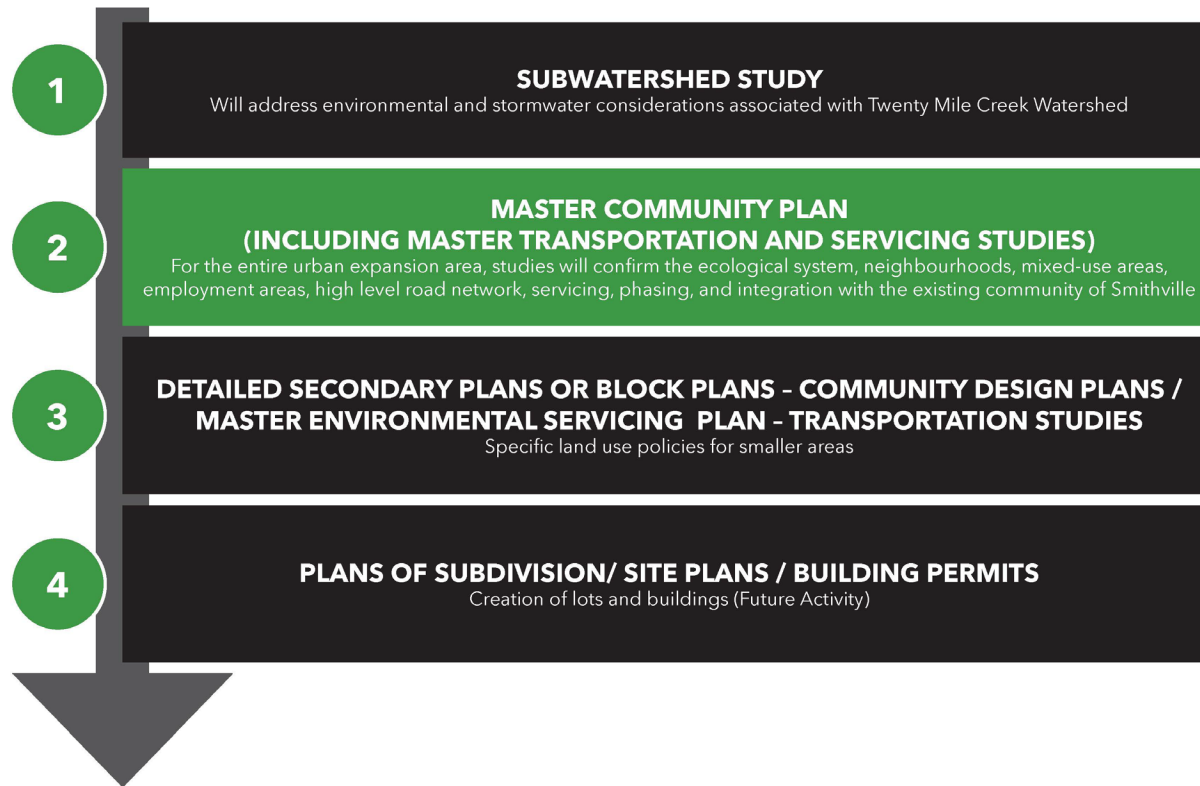 1
SUBWATERSHED STUDY
Will address environmental and stormwater considerations associated with Twenty Mile Creek Watershed
2
MASTER COMMUNITY PLAN
(INCLUDING MASTER TRANSPORTATION AND SERVICING STUDIES)
For the entire urban expansion area, studies will confirm the ecological system, neighbourhoods, mixed-use areas,
employment areas, high level road network, servicing, phasing, and integration with the existing community of Smithville
3
DETAILED SECONDARY PLANS OR BLOCK PLANS – COMMUNITY DESIGN PLANS /
MASTER ENVIRONMENTAL SERVICING PLAN – TRANSPORTATION STUDIES
Specific land use policies for smaller areas
4
PLANS OF SUBDIVISION/ SITE PLANS / BUILDING PERMITS
Creation of lots and buildings (Future Activity)